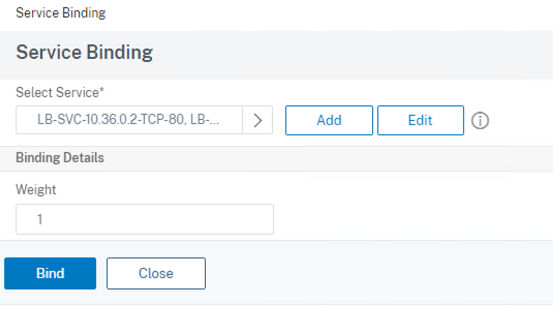 Service Binding
Service Binding
Select Service*
LB-SVC-10.36.0.2-TCP-80, LB-...
Add
Edit
Binding Details
Weight
1
Bind
Close